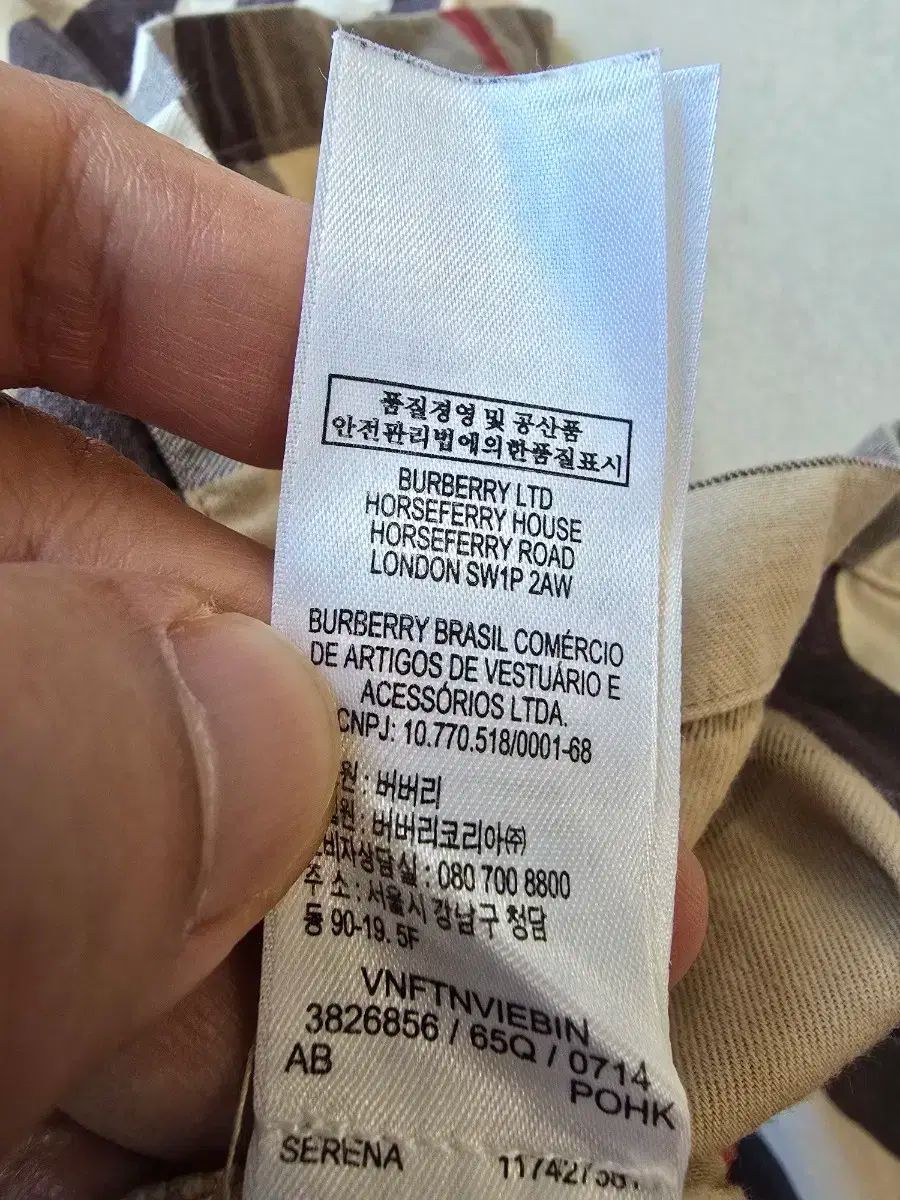 품질경영 및 공산품
안전관리법에의한품질표시
BURBERRY LTD
HORSEFERRY HOUSE
HORSEFERRY ROAD
LONDON SW1P 2AW
BURBERRY BRASIL COMÉRCIO
DE ARTIGOS DE VESTUÁRIO E
ACESSÓRIOS LTDA.
CNPJ: 10.770.518/0001-68
원 : 버버리
원 : 버버리코리아㈜
소비자상담실 : 080 700 8800
주 소 : 서울시 강남구 청담
동 90-19. 5F
VNFTNVIEBIN
3826856 / 65Q / 0714
AB
POHK
SERENA